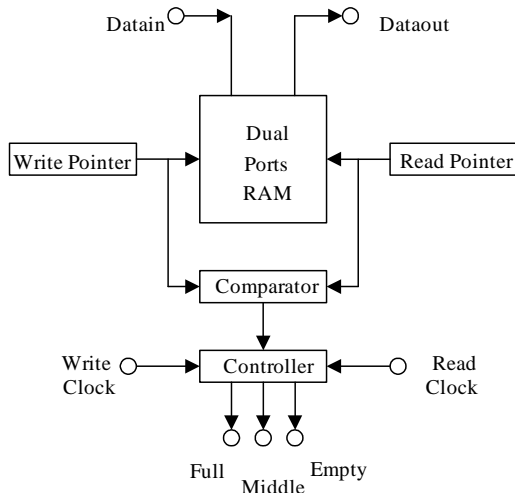 Datain
Dataout
Dual
Ports
RAM
Write Pointer
Read Pointer
Comparator
Write
Clock
Controller
Read
Clock
Full
Middle
Empty